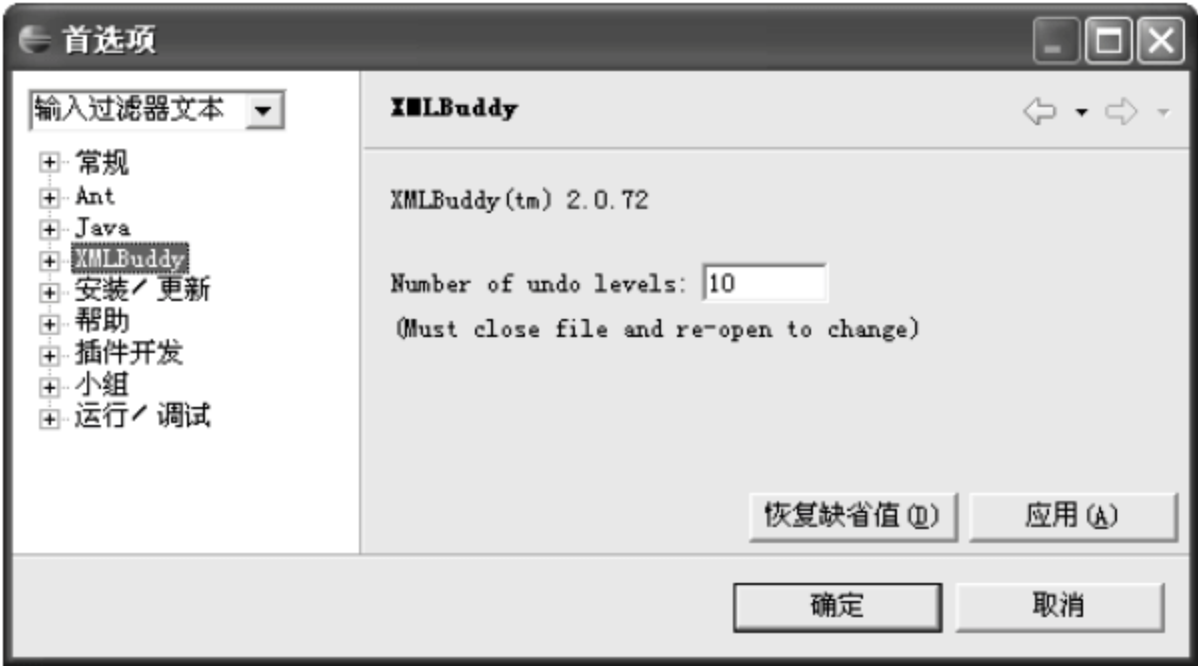 首选项
输入过滤器文本
常规
Ant
Java
XMLBuddy
安装/更新
帮助
插件开发
小组
运行/调试
XMLBuddy
XMLBuddy(tm) 2.0.72
Number of undo levels: 10
(Must close file and re-open to change)
恢复缺省值(D) 应用(A)
确定 取消